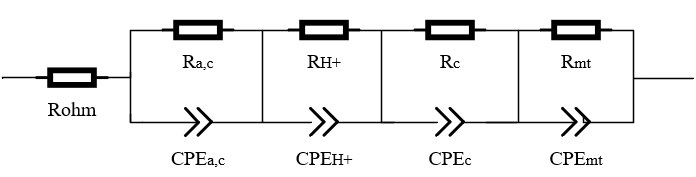 Ra,c RH+ Rc Rmt
Rohm
CPEa,c CPEH+ CPEc CPEmt